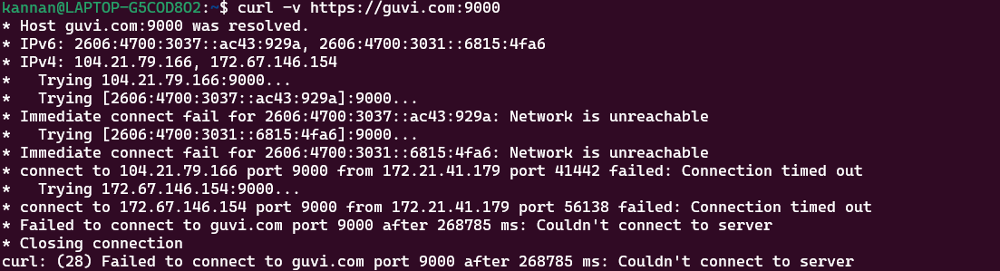 kannan@LAPTOP-G5COD8O2:~$ curl -v https://guvi.com:9000
* Host guvi.com:9000 was resolved.
* IPv6: 2606:4700:3037::ac43:929a, 2606:4700:3031::6815:4fa6
* IPv4: 104.21.79.166, 172.67.146.154
*   Trying 104.21.79.166:9000...
*   Trying [2606:4700:3037::ac43:929a]:9000...
* Immediate connect fail for 2606:4700:3037::ac43:929a: Network is unreachable
*   Trying [2606:4700:3031::6815:4fa6]:9000...
* Immediate connect fail for 2606:4700:3031::6815:4fa6: Network is unreachable
* connect to 104.21.79.166 port 9000 from 172.21.41.179 port 41442 failed: Connection timed out
*   Trying 172.67.146.154:9000...
* connect to 172.67.146.154 port 9000 from 172.21.41.179 port 56138 failed: Connection timed out
* Failed to connect to guvi.com port 9000 after 268785 ms: Couldn't connect to server
* Closing connection
curl: (28) Failed to connect to guvi.com port 9000 after 268785 ms: Couldn't connect to server